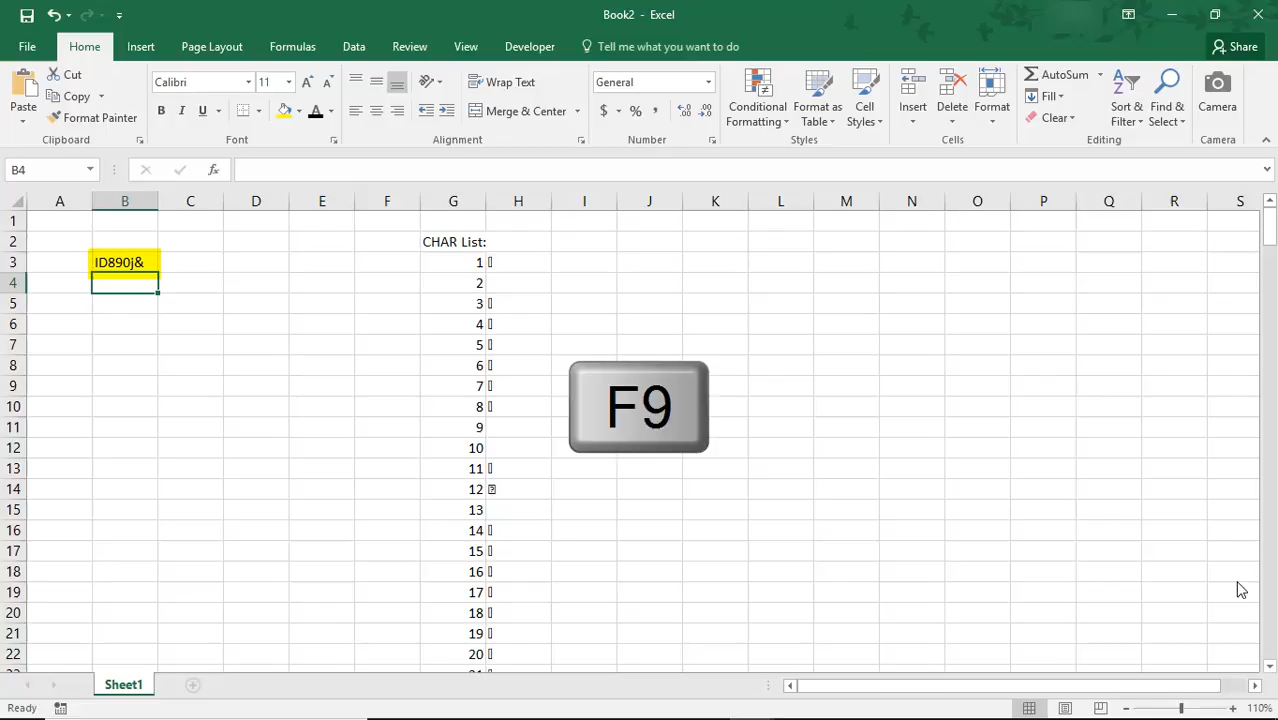 Book2 - Excel
File Home Insert Page Layout Formulas Data Review View Developer Tell me what you want to do Share
Paste
Cut
Copy
Format Painter
Clipboard
Calibri 11
B I U A
Font
Wrap Text
Merge & Center
Alignment
General
$ % ,
Number
Conditional Formatting
Format as Table
Cell Styles
Styles
Insert
Delete
Format
Cells
AutoSum
Fill
Clear
Sort & Filter
Find & Select
Editing
Camera
Camera
B4 fx
A B C D E F G H I J K L M N O P Q R S
1
2 CHAR List:
3 ID890j& 1
4 2
5 3
6 4
7 5
8 6
9 7
10 8
11 9
12 10
13 11
14 12
15 13
16 14
17 15
18 16
19 17
20 18
21 19
22 20
F9
Sheet1
Ready
110%